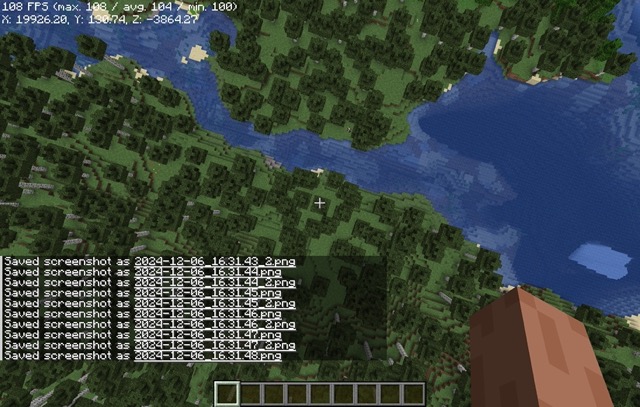 108 FPS (max. 108 / avg. 104 / min. 100)
X: 19926.20, Y: 130.74, Z: -3864.27
Saved screenshot as 2024-12-06_16.31.43_2.png
Saved screenshot as 2024-12-06_16.31.44.png
Saved screenshot as 2024-12-06_16.31.44_2.png
Saved screenshot as 2024-12-06_16.31.45.png
Saved screenshot as 2024-12-06_16.31.45_2.png
Saved screenshot as 2024-12-06_16.31.46.png
Saved screenshot as 2024-12-06_16.31.46_2.png
Saved screenshot as 2024-12-06_16.31.47.png
Saved screenshot as 2024-12-06_16.31.47_2.png
Saved screenshot as 2024-12-06_16.31.48.png